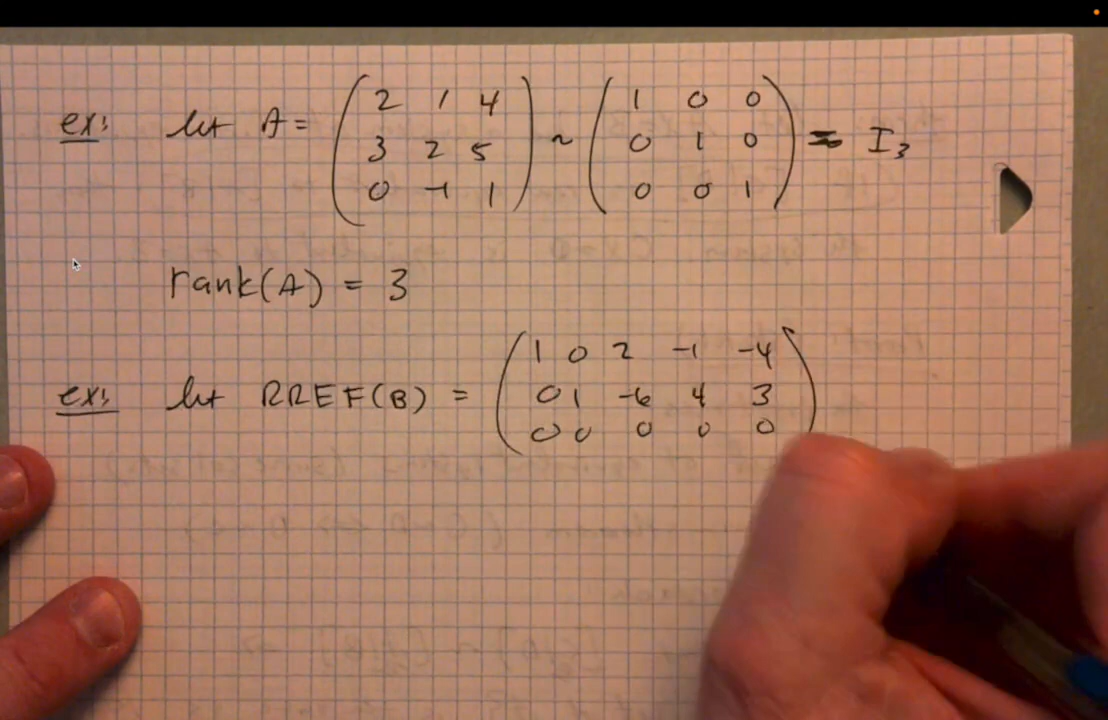 ex: let A = (2 1 4 ~ (1 0 0 = I₃
3 2 5 0 1 0
0 -1 1) 0 0 1)
rank(A) = 3
ex: let RREF(B) = (1 0 2 -1 -4
0 1 -6 4 3
0 0 0 0 0)